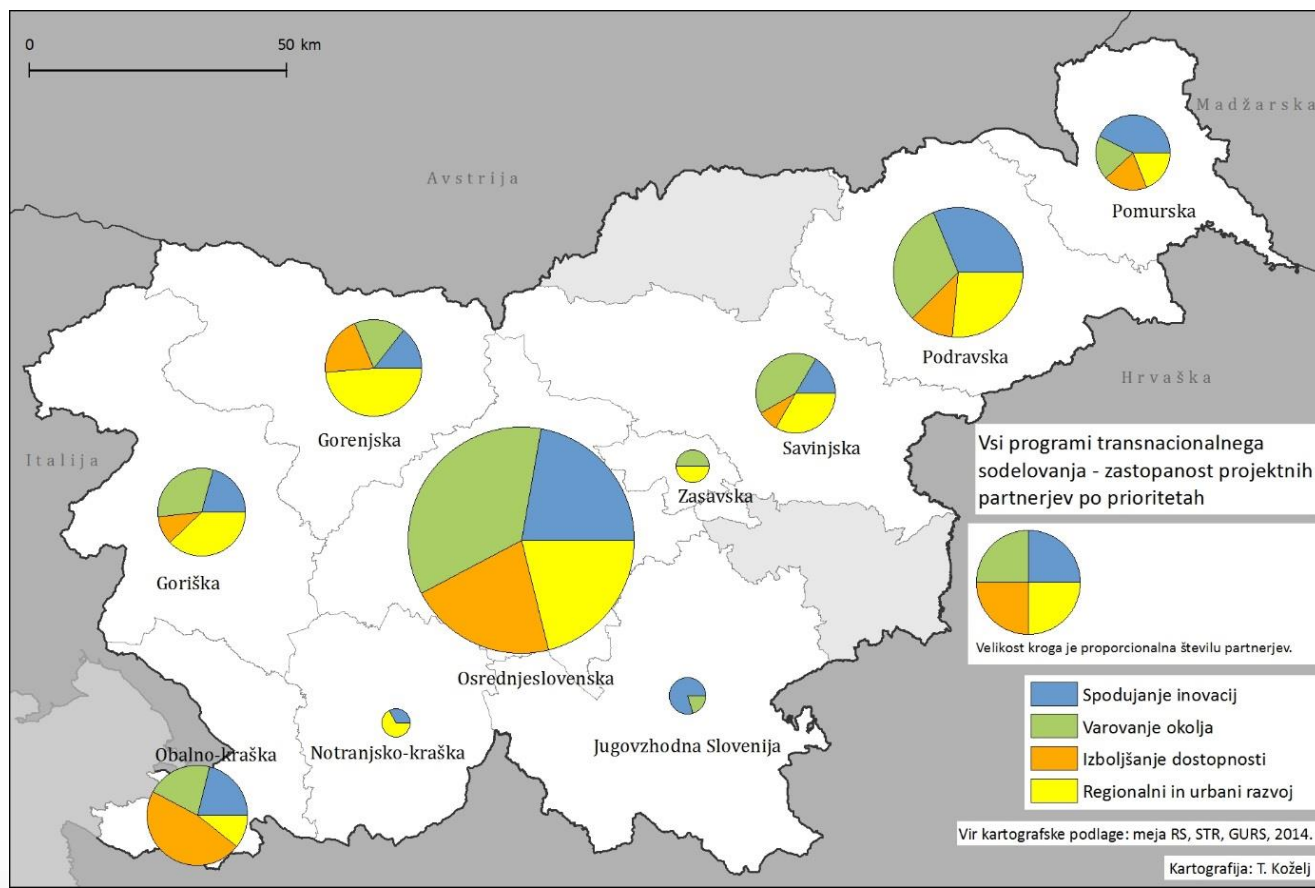 0 50 km
Madžarska
Avstrija
Pomurska
Podravska
Hrvaška
Gorenjska
Savinjska
Italija
Zasavska
Goriška
Osrednjeslovenska
Notranjsko-kraška
Jugovzhodna Slovenija
Obalno-kraška
Vsi programi transnacionalnega
sodelovanja - zastopanost projektnih
partnerjev po prioritetah
Velikost kroga je proporcionalna številu partnerjev.
Spodujanje inovacij
Varovanje okolja
Izboljšanje dostopnosti
Regionalni in urbani razvoj
Vir kartografske podlage: meja RS, STR, GURS, 2014.
Kartografija: T. Koželj